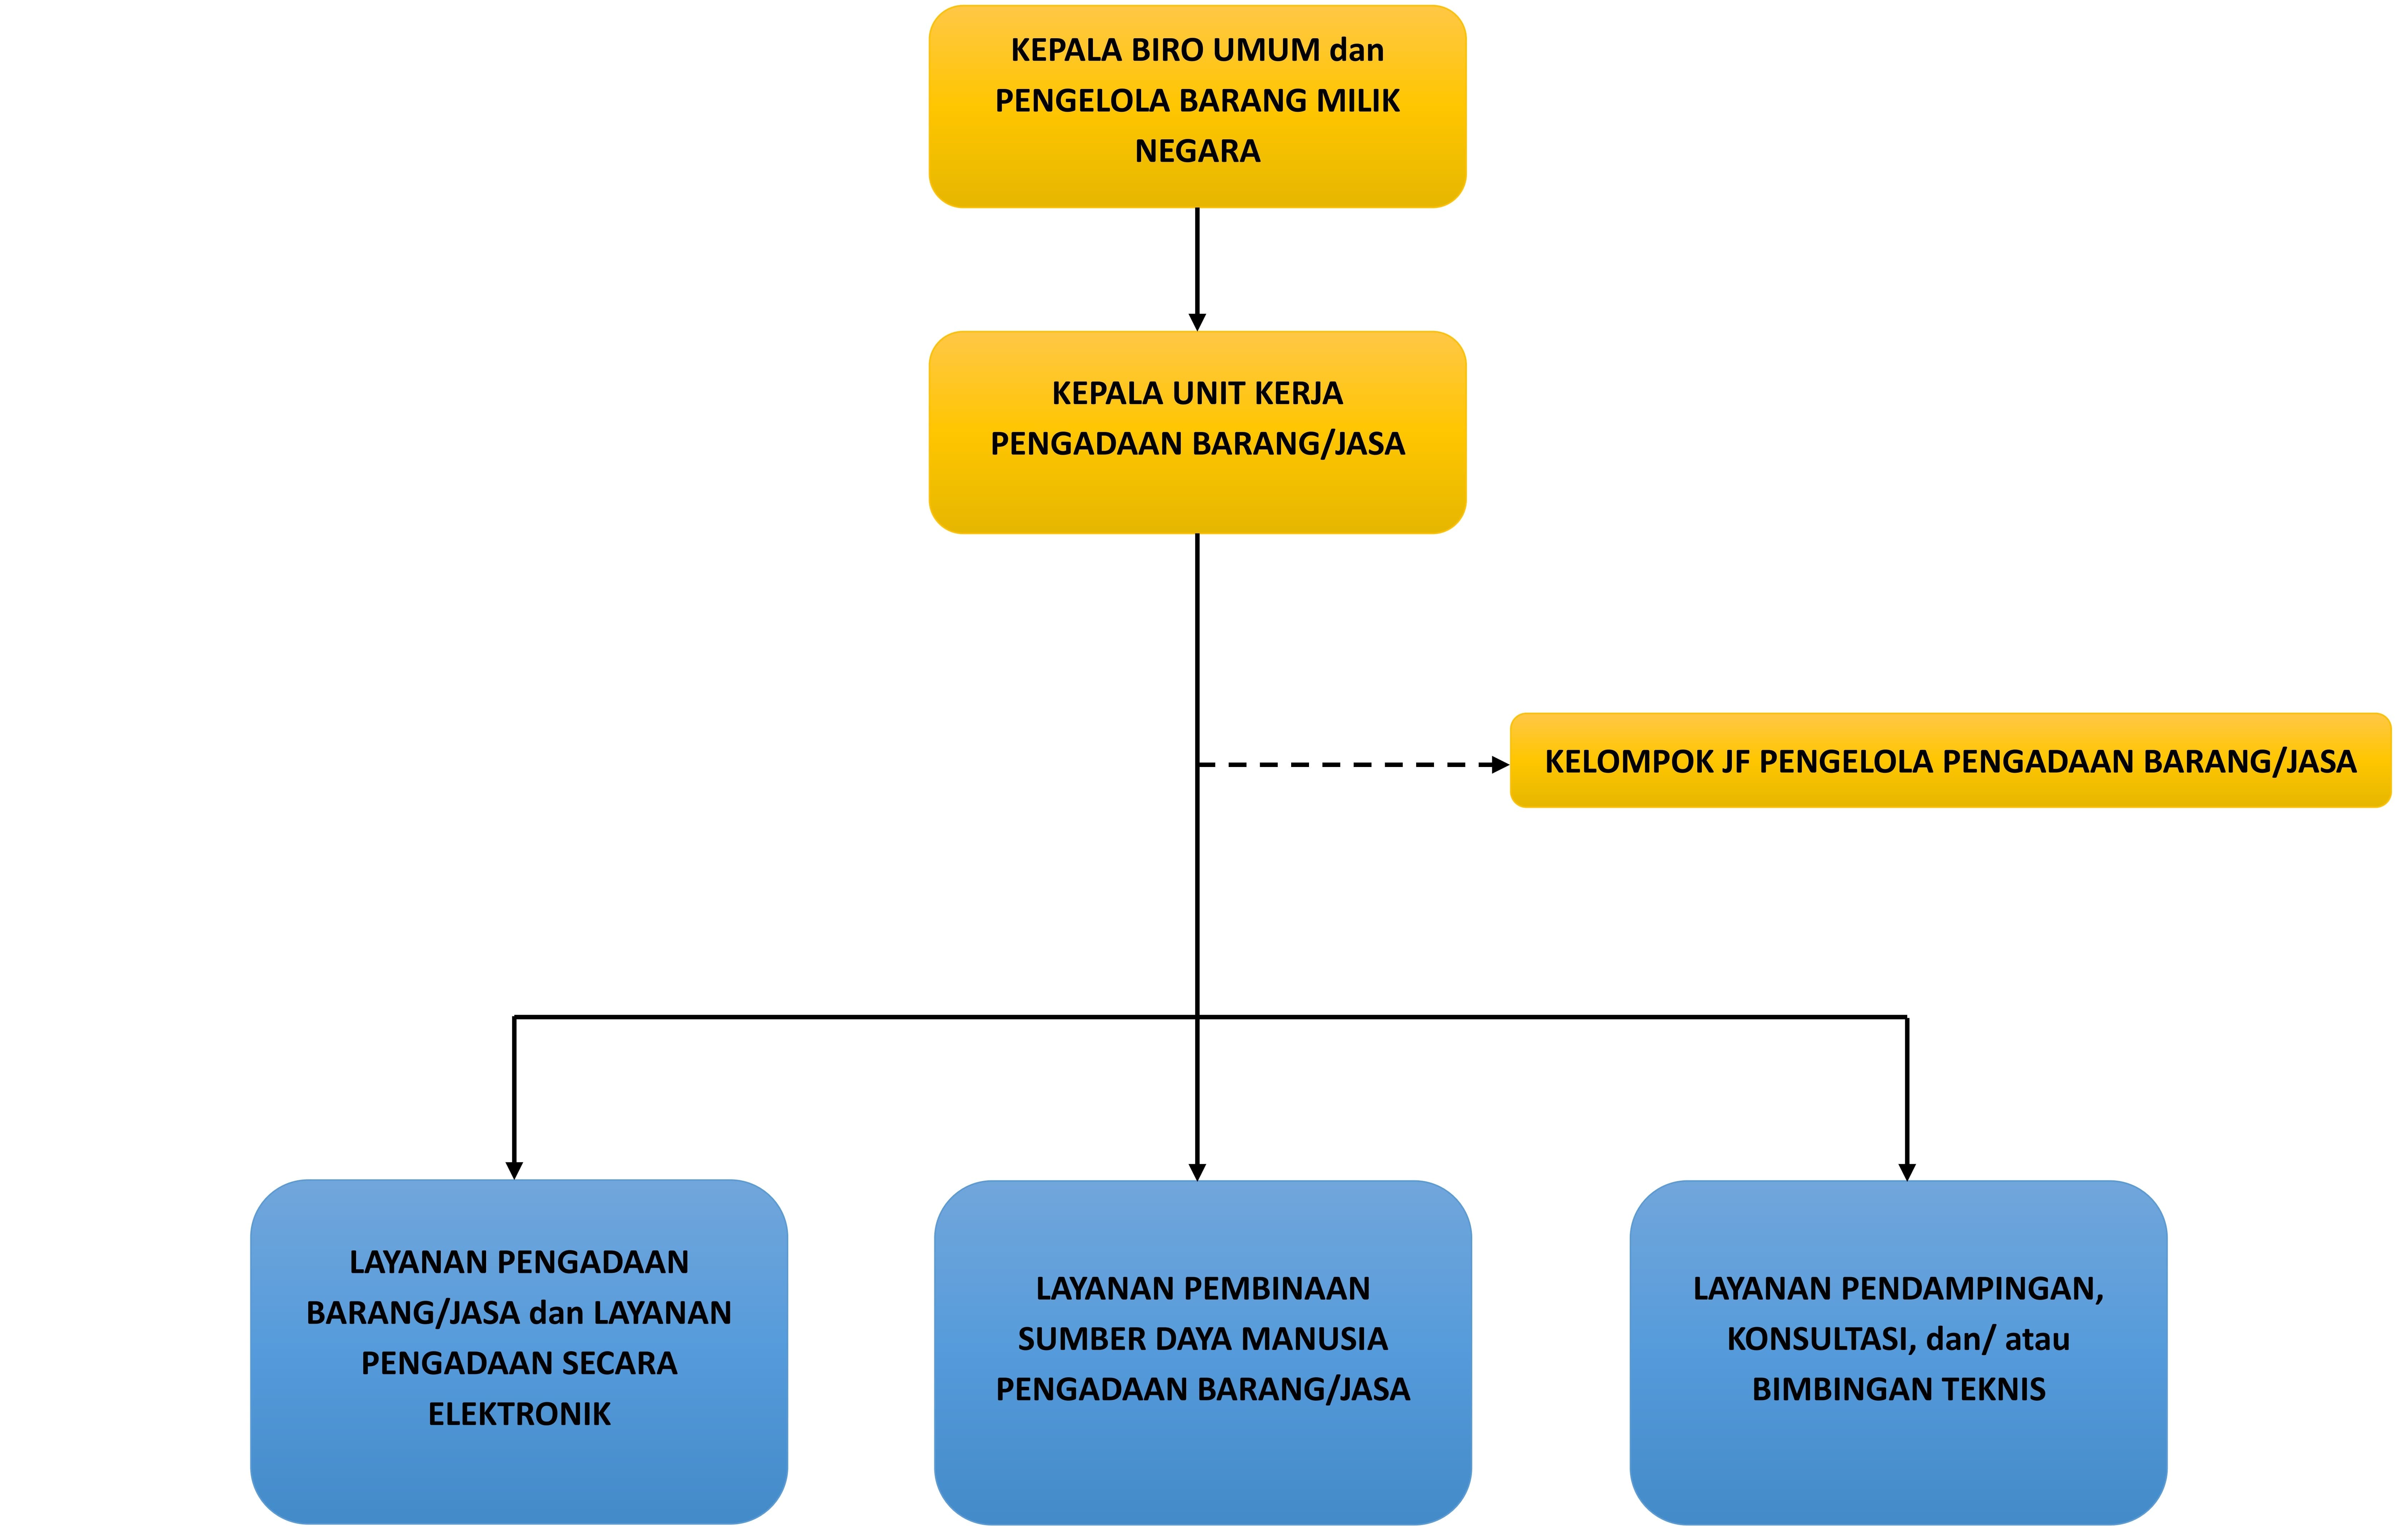 KEPALA BIRO UMUM dan
PENGELOLA BARANG MILIK
NEGARA
KEPALA UNIT KERJA
PENGADAAN BARANG/JASA
KELOMPOK JF PENGELOLA PENGADAAN BARANG/JASA
LAYANAN PENGADAAN
BARANG/JASA dan LAYANAN
PENGADAAN SECARA
ELEKTRONIK
LAYANAN PEMBINAAN
SUMBER DAYA MANUSIA
PENGADAAN BARANG/JASA
LAYANAN PENDAMPINGAN,
KONSULTASI, dan/ atau
BIMBINGAN TEKNIS